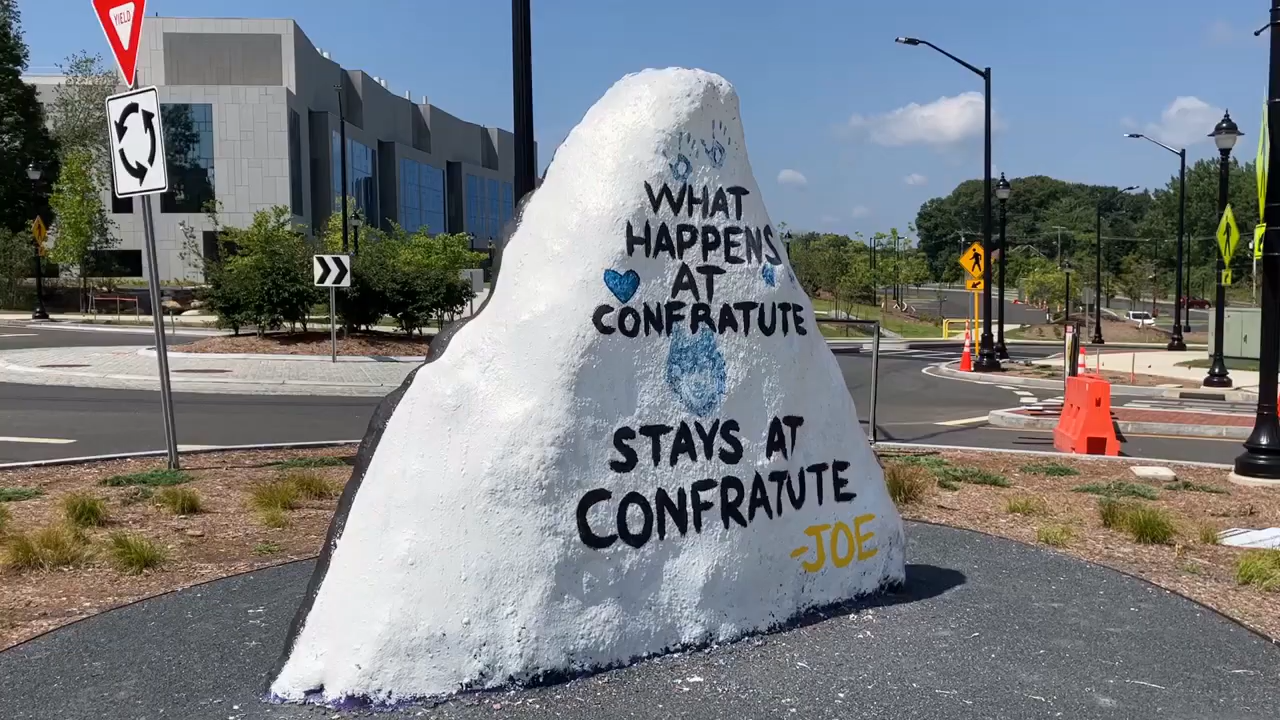 YIELD
WHAT
HAPPENS
AT
CONFRATUTE
STAYS AT
CONFRATUTE
-JOE